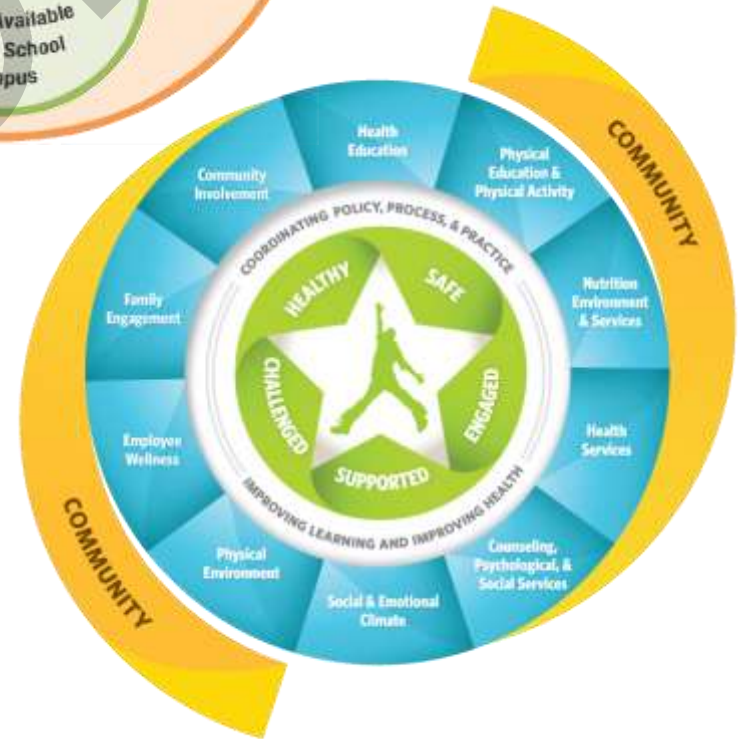 School
COMMUNITY
Health
Education
Physical
Education &
Physical Activity
Nutrition
Environment
& Services
Health
Services
Counseling,
Psychological, &
Social Services
Social & Emotional
Climate
Physical
Environment
Employee
Wellness
Family
Engagement
Community
Involvement
COORDINATING POLICY, PROCESS, & PRACTICE
IMPROVING LEARNING AND IMPROVING HEALTH
HEALTHY
SAFE
ENGAGED
SUPPORTED
CHALLENGED
COMMUNITY